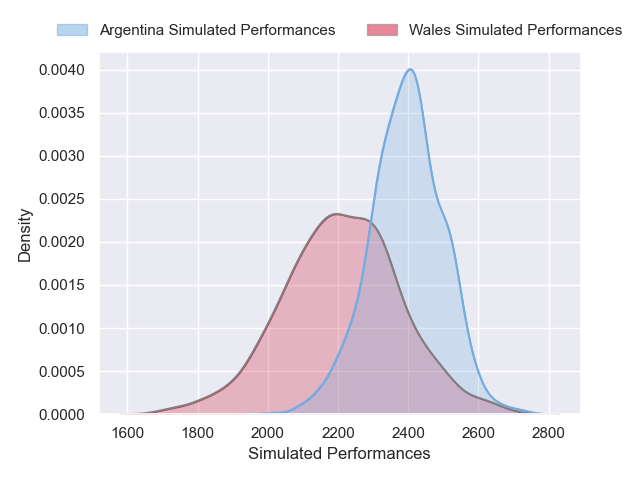 Argentina Simulated Performances Wales Simulated Performances
0.0040
0.0035
0.0030
0.0025
0.0020
0.0015
0.0010
0.0005
0.0000
Density
1600 1800 2000 2200 2400 2600 2800
Simulated Performances